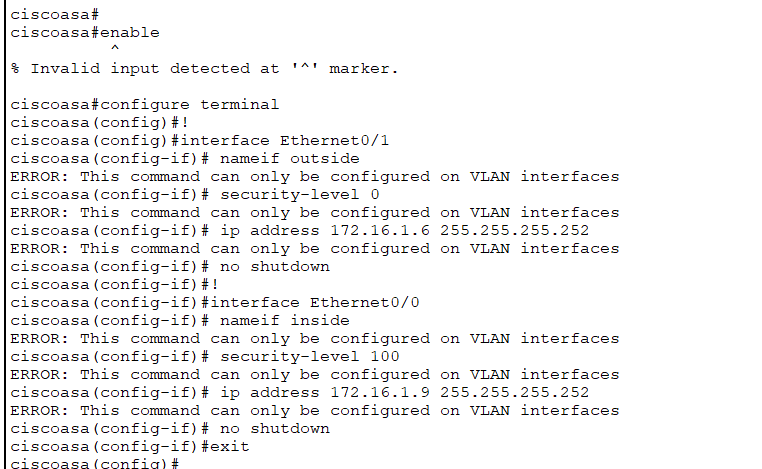 ciscoasa#
ciscoasa#enable
^
% Invalid input detected at '^' marker.
ciscoasa#configure terminal
ciscoasa(config)#!
ciscoasa(config)#interface Ethernet0/1
ciscoasa(config-if)# nameif outside
ERROR: This command can only be configured on VLAN interfaces
ciscoasa(config-if)# security-level 0
ERROR: This command can only be configured on VLAN interfaces
ciscoasa(config-if)# ip address 172.16.1.6 255.255.255.252
ERROR: This command can only be configured on VLAN interfaces
ciscoasa(config-if)# no shutdown
ciscoasa(config-if)#!
ciscoasa(config-if)#interface Ethernet0/0
ciscoasa(config-if)# nameif inside
ERROR: This command can only be configured on VLAN interfaces
ciscoasa(config-if)# security-level 100
ERROR: This command can only be configured on VLAN interfaces
ciscoasa(config-if)# ip address 172.16.1.9 255.255.255.252
ERROR: This command can only be configured on VLAN interfaces
ciscoasa(config-if)# no shutdown
ciscoasa(config-if)#exit
ciscoasa(config)#